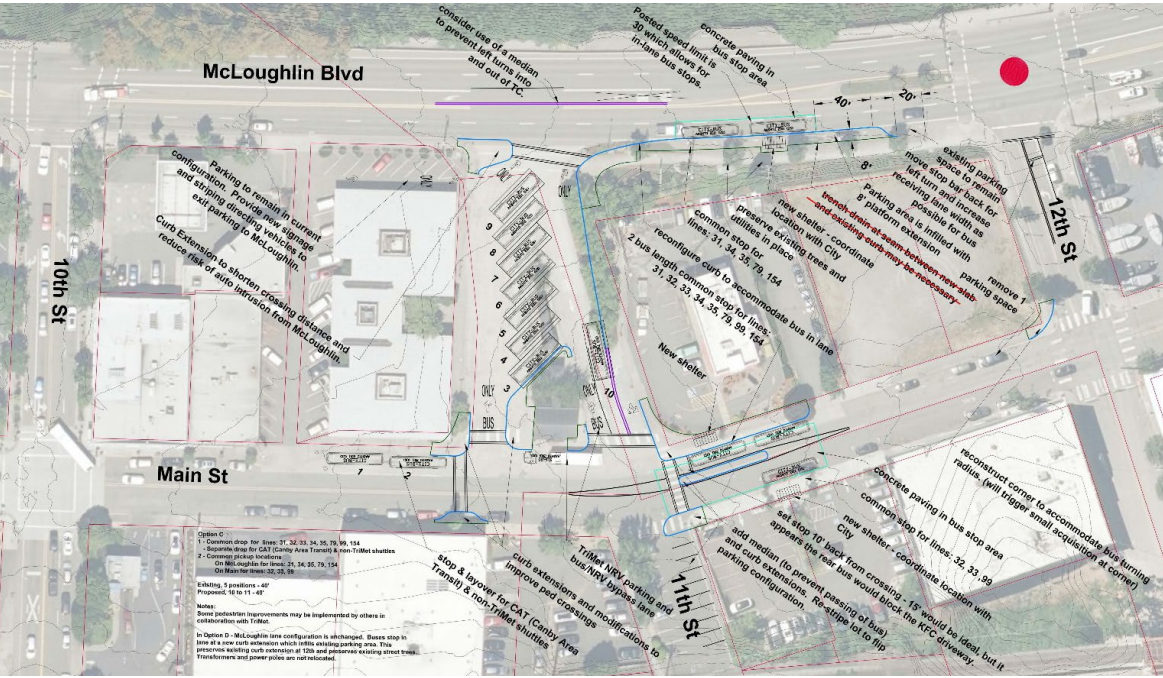 McLoughlin Blvd
consider use of a median
to prevent left turns into
and out of TC.
Posted speed limit is
30 which allows for
in-lane bus stops.
concrete paving in
bus stop area
40'
20'
8'
existing parking
space to remain
move stop bar back for
left turn and increase
receiving lane width as
possible for bus
Parking area is infilled with
8' platform extension
remove 1
parking space
trench drain at seam between new slab
and existing curb may be necessary
new shelter - coordinate
location with City
preserve existing trees and
utilities in place
common stop for
lines: 31, 34, 35, 79, 154
reconfigure curb to accommodate bus in lane
2 bus length common stop for lines:
31, 32, 33, 34, 35, 79, 99, 154
New shelter
Parking to remain in current
configuration. Provide new signage
and striping directing vehicles to
exit parking to McLoughlin.
Curb Extension to shorten crossing distance and
reduce risk of auto intrusion from McLoughlin.
10th St
12th St
11th St
Main St
ONLY
ONLY
ONLY
ONLY
BUS
ONLY
BUS
9
8
7
6
5
4
3
10
1
2
reconstruct corner to accommodate bus turning
radius. (will trigger small acquisition at corner)
concrete paving in bus stop area
common stop for lines: 32, 33 ,99
new shelter - coordinate location with
City
set stop 10' back from crossing - 15' would be ideal, but it
appears the rear bus would block the KFC driveway.
add median (to prevent passing of bus)
and curb extensions. Re-stripe lot to flip
parking configuration.
TriMet NRV parking and
bus/NRV bypass lane
curb extensions and modifications to
improve ped crossings
stop & layover for CAT (Canby Area
Transit) & non-TriMet shuttles
Option C
1 - Common drop for lines: 31, 32, 33, 34, 35, 79, 99, 154
- Separate drop for CAT (Canby Area Transit) & non-TriMet shuttles
2 - Common pickup locations
On McLoughlin for lines: 31, 34, 35, 79, 154
On Main for lines: 32, 33, 99
Existing, 5 positions - 40'
Proposed, 10 to 11 - 40'
Notes:
Some pedestrian improvements may be implemented by others in
collaboration with TriMet.
In Option D - McLoughlin lane configuration is unchanged. Buses stop in
lane at a new curb extension which infills existing parking area. This
preserves existing curb extension at 12th and preserves existing street trees.
Transformers and power poles are not relocated.